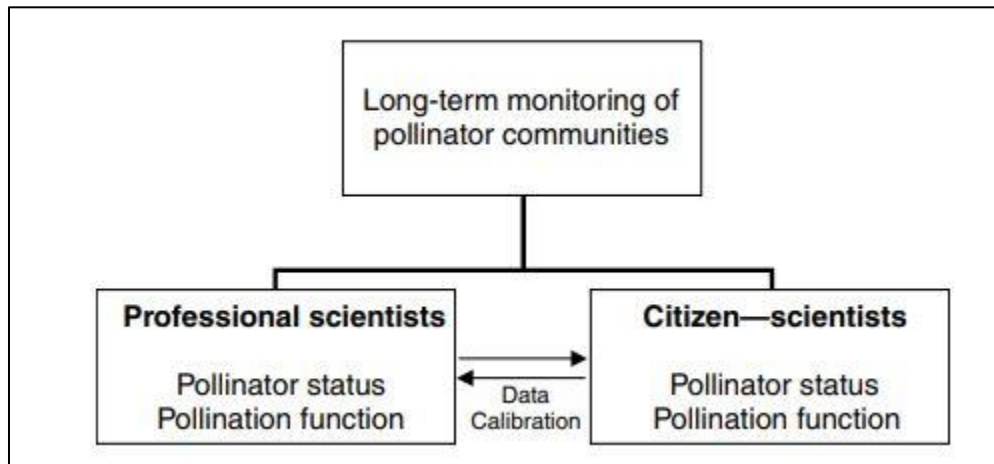 Long-term monitoring of
pollinator communities
Professional scientists
Pollinator status
Pollination function
Data
Calibration
Citizen—scientists
Pollinator status
Pollination function